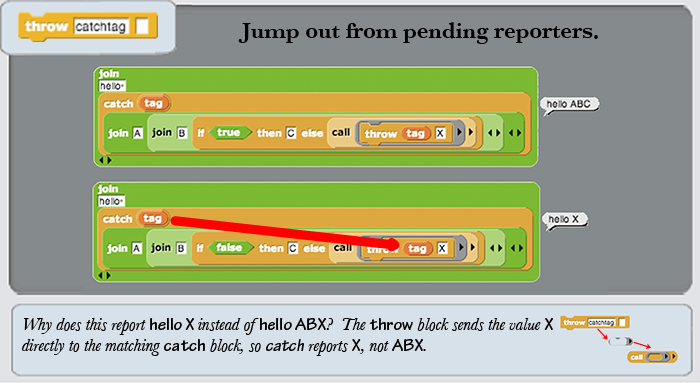 throw catchtag
Jump out from pending reporters.
join
hello
catch tag
join A join B if true then C else call throw tag X
hello ABC
join
hello
catch tag
join A join B if false then C else call throw tag X
hello X
Why does this report hello X instead of hello ABX? The throw block sends the value X
directly to the matching catch block, so catch reports X, not ABX.
throw catchtag
call